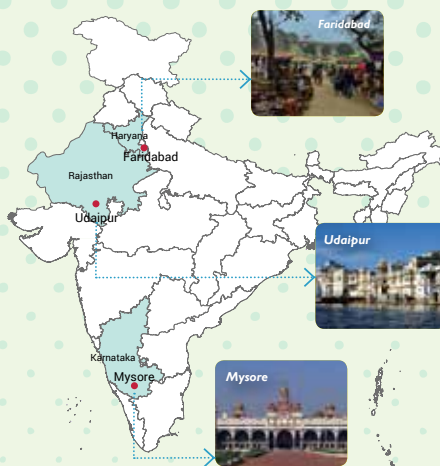 Faridabad
Haryana
Faridabad
Rajasthan
Udaipur
Udaipur
Karnataka
Mysore
Mysore